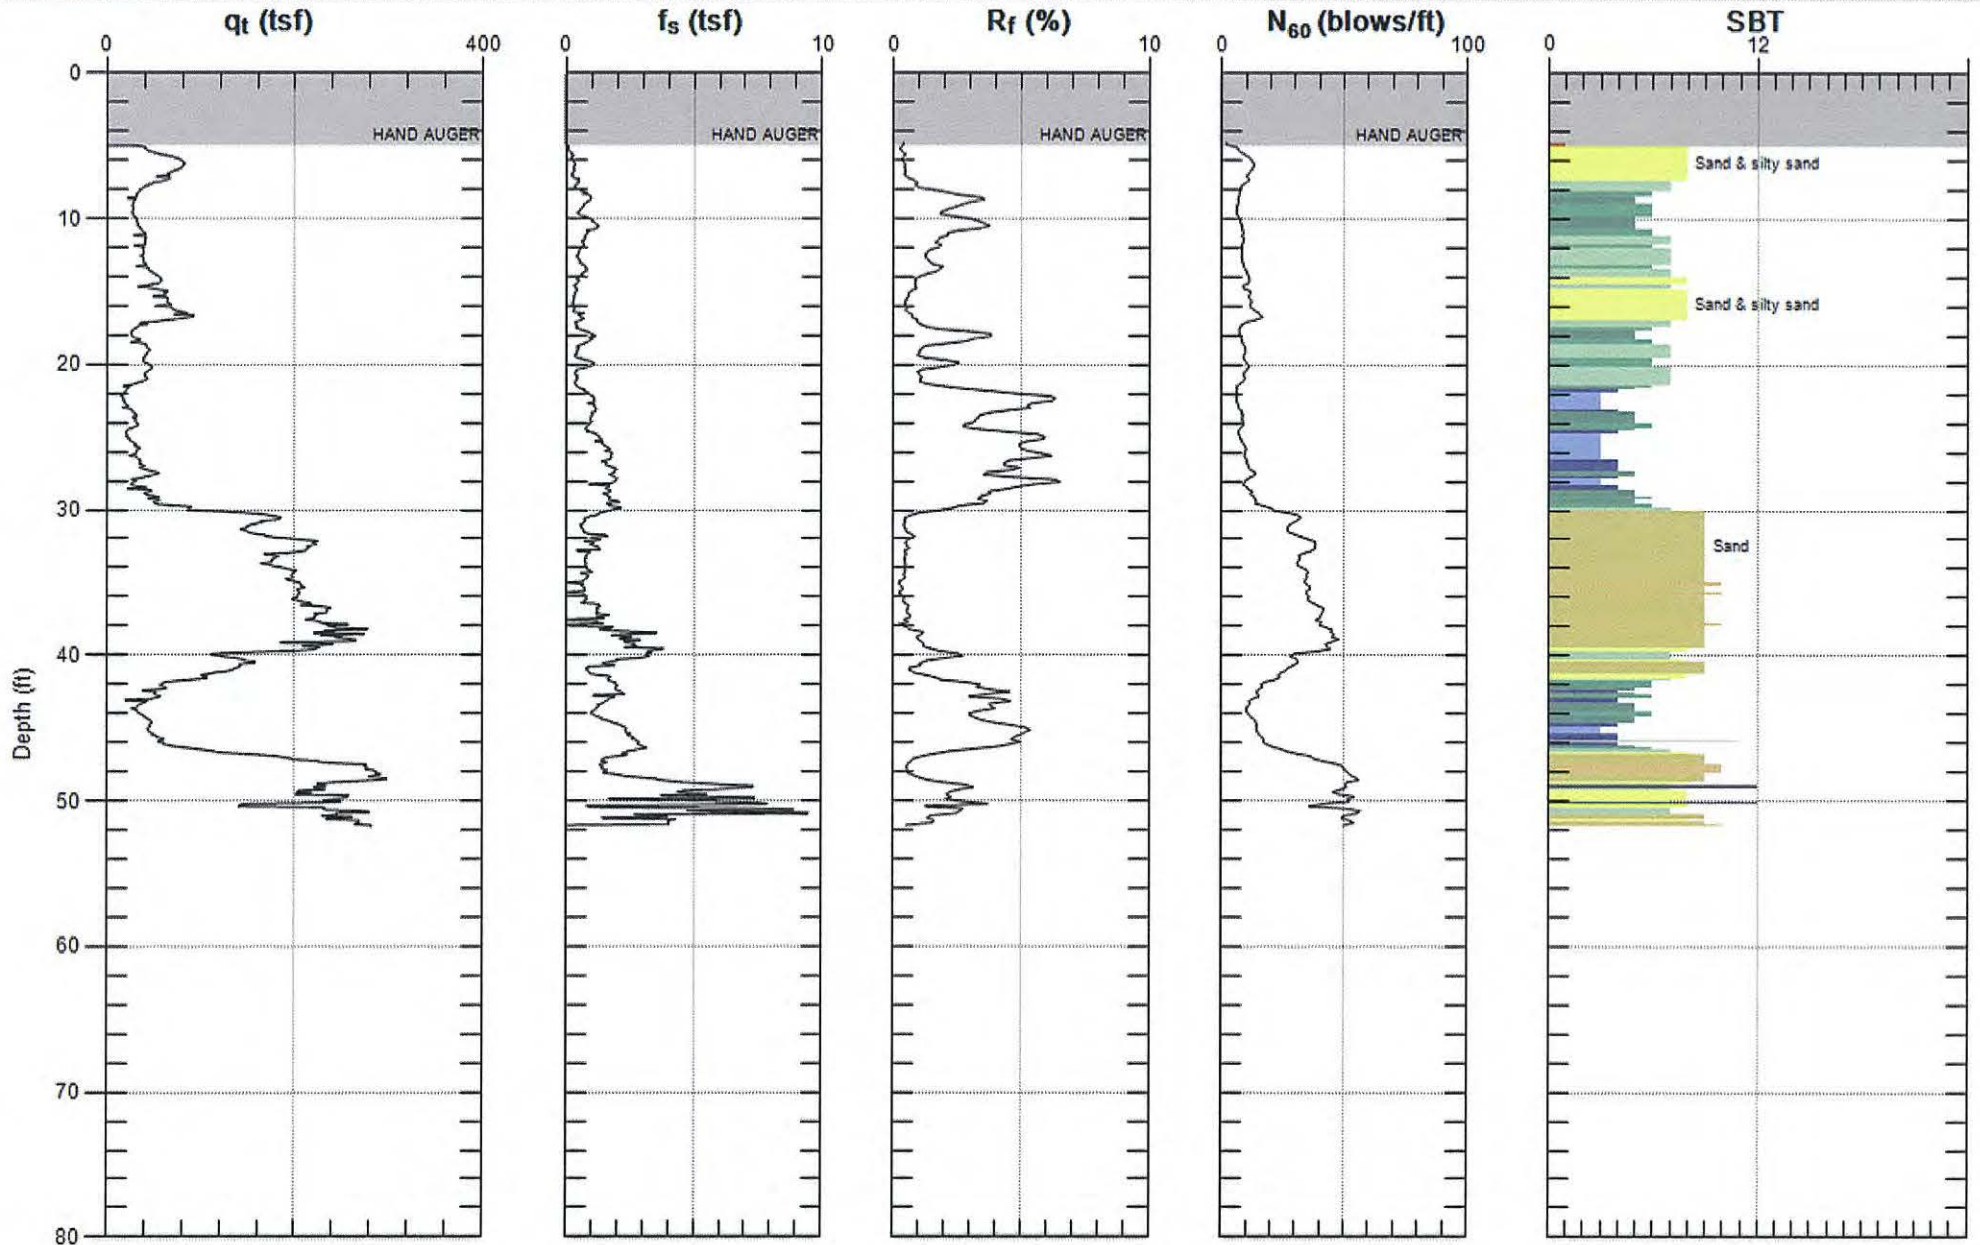 qt (tsf) fs (tsf) Rf (%) N60 (blows/ft) SBT
0 400 0 10 0 10 0 100 0 12
0
HAND AUGER HAND AUGER HAND AUGER HAND AUGER
Sand & silty sand
10
Sand & silty sand
20
30
Sand
40
Depth (ft)
50
60
70
80